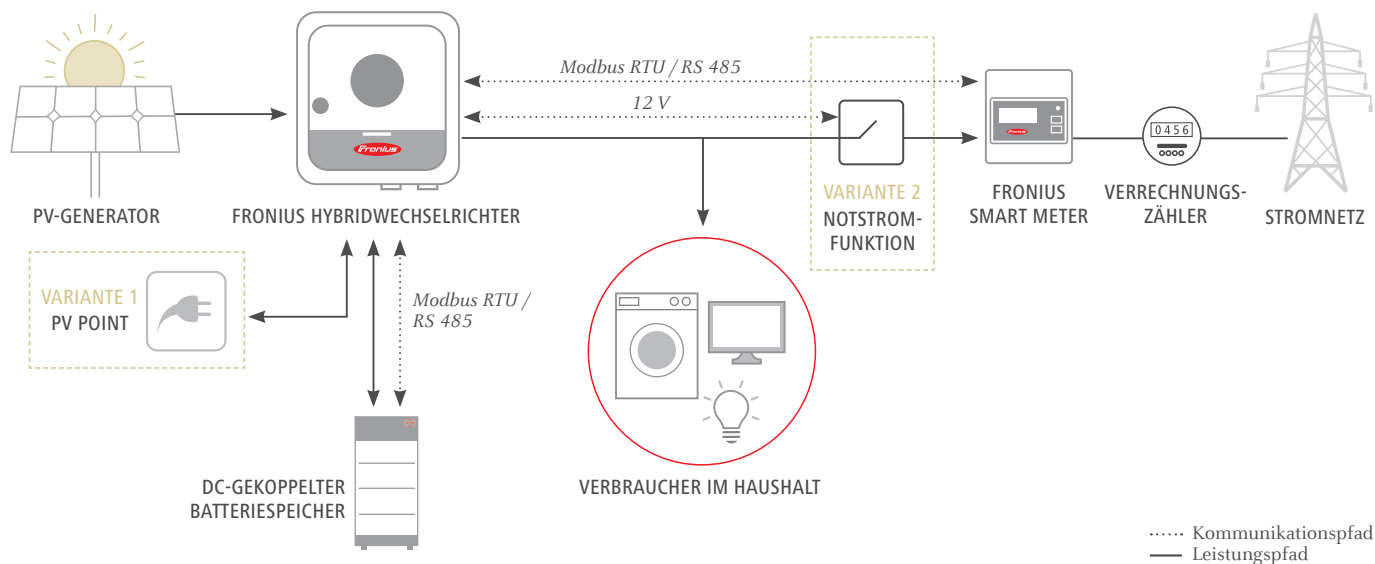 Modbus RTU / RS 485
12 V
Fronius
Fronius
0456
PV-GENERATOR
FRONIUS HYBRIDWECHSELRICHTER
VARIANTE 2
NOTSTROM-
FUNKTION
FRONIUS
SMART METER
VERRECHNUNGS-
ZÄHLER
STROMNETZ
VARIANTE 1
PV POINT
Modbus RTU /
RS 485
DC-GEKOPPELTER
BATTERIESPEICHER
VERBRAUCHER IM HAUSHALT
Kommunikationspfad
Leistungspfad